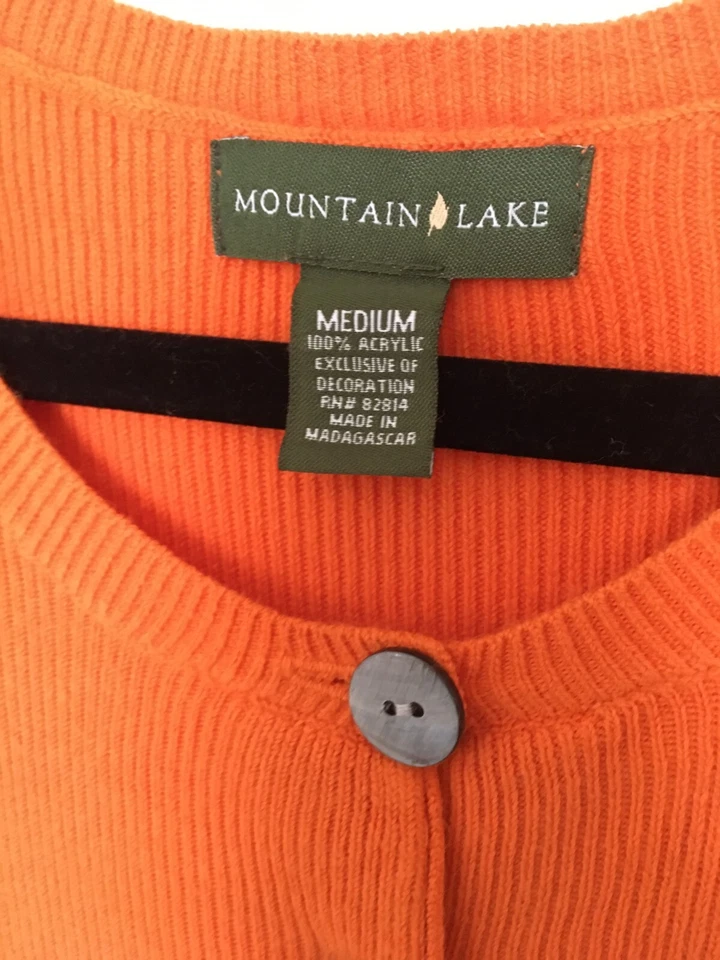 MOUNTAIN LAKE
MEDIUM
100% ACRYLIC
EXCLUSIVE OF
DECORATION
RN# 82814
MADE IN
MADAGASCAR